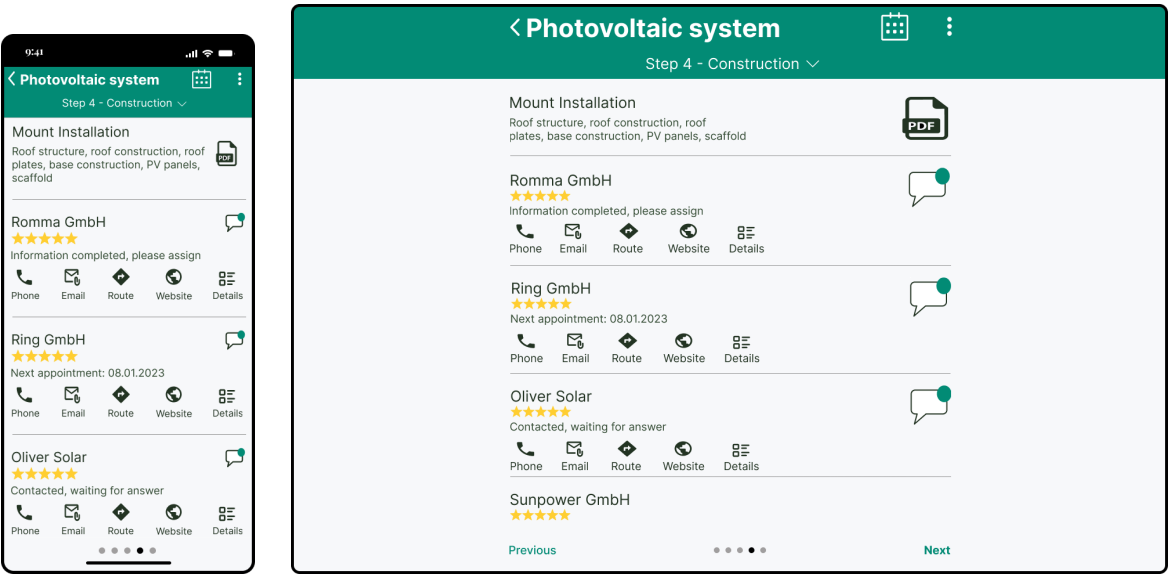 9:41
Photovoltaic system
Step 4 - Construction
Mount Installation
Roof structure, roof construction, roof
plates, base construction, PV panels,
scaffold
PDF
Romma GmbH
Information completed, please assign
Phone Email Route Website Details
Ring GmbH
Next appointment: 08.01.2023
Phone Email Route Website Details
Oliver Solar
Contacted, waiting for answer
Phone Email Route Website Details
Photovoltaic system
Step 4 - Construction
Mount Installation
Roof structure, roof construction, roof
plates, base construction, PV panels, scaffold
PDF
Romma GmbH
Information completed, please assign
Phone Email Route Website Details
Ring GmbH
Next appointment: 08.01.2023
Phone Email Route Website Details
Oliver Solar
Contacted, waiting for answer
Phone Email Route Website Details
Sunpower GmbH
Previous Next